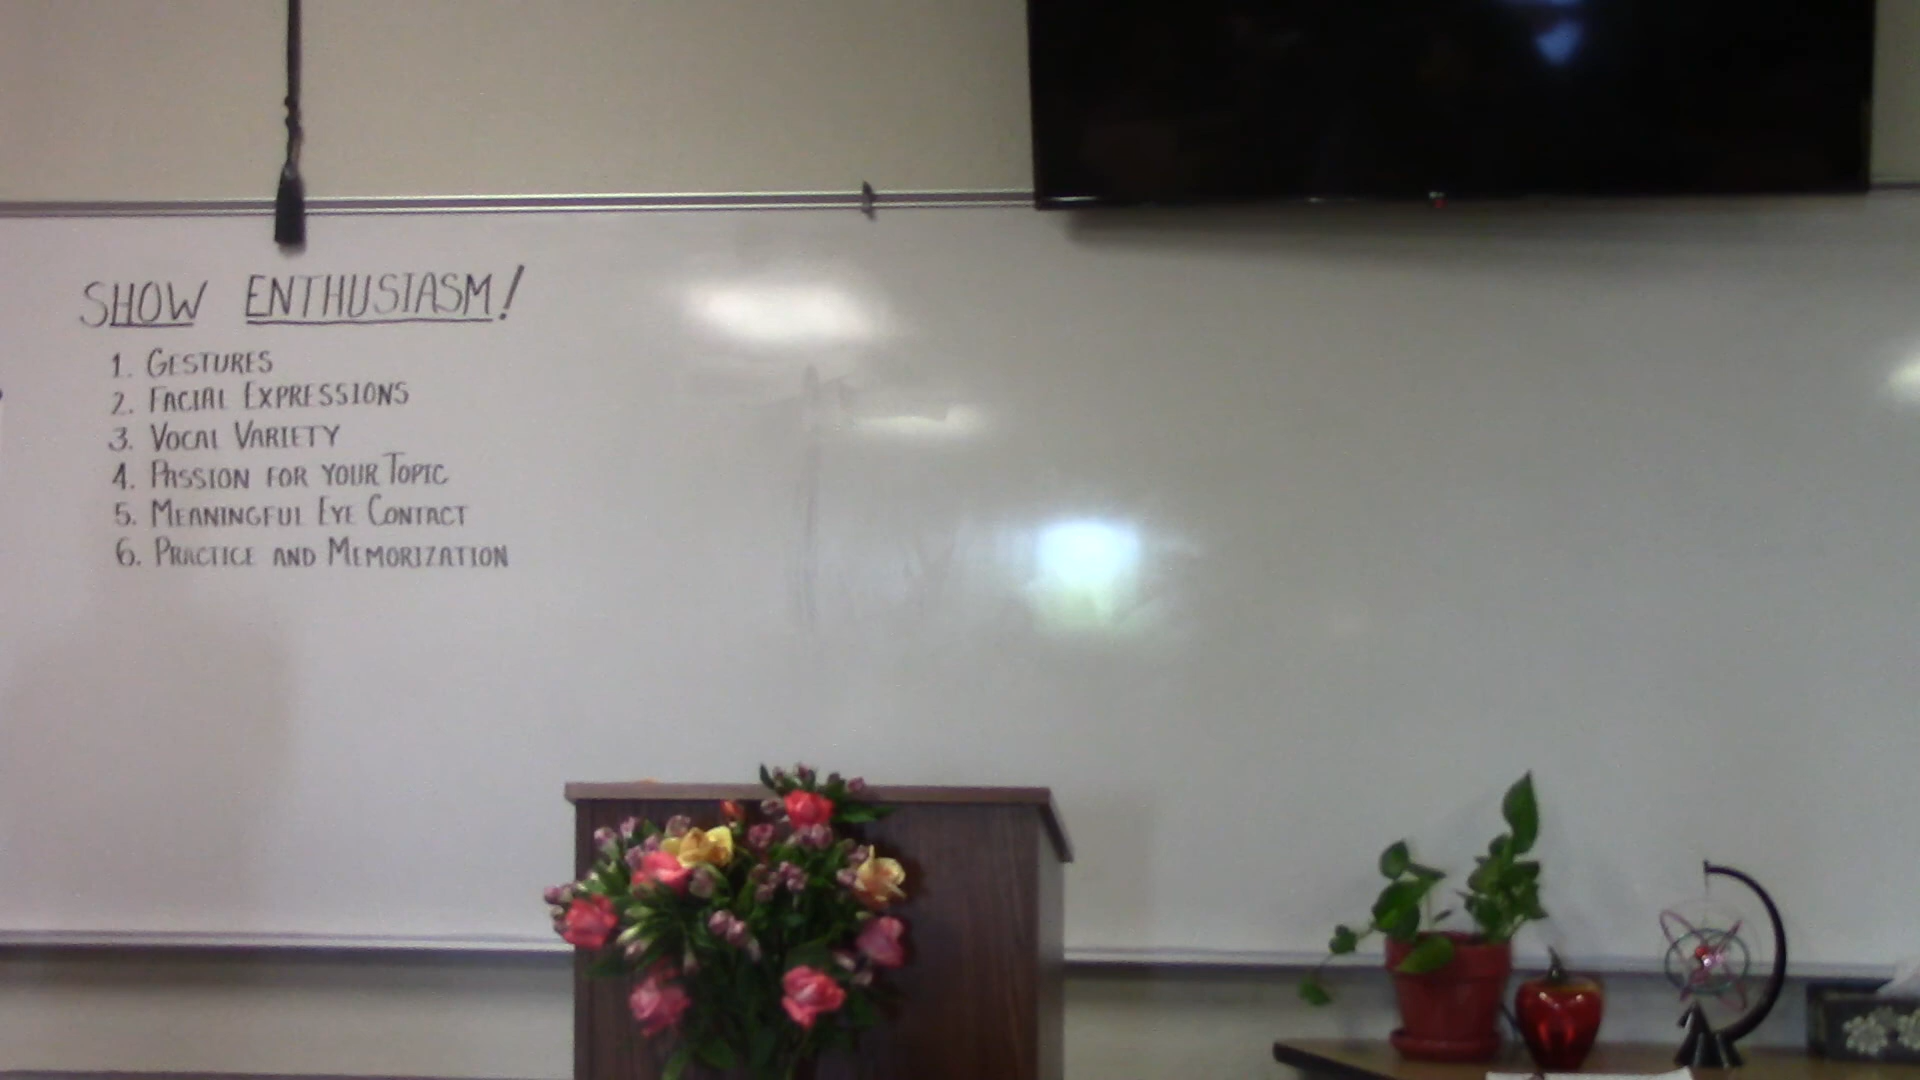 SHOW ENTHUSIASM!
1. GESTURES
2. FACIAL EXPRESSIONS
3. VOCAL VARIETY
4. PASSION FOR YOUR TOPIC
5. MEANINGFUL EYE CONTACT
6. PRACTICE AND MEMORIZATION